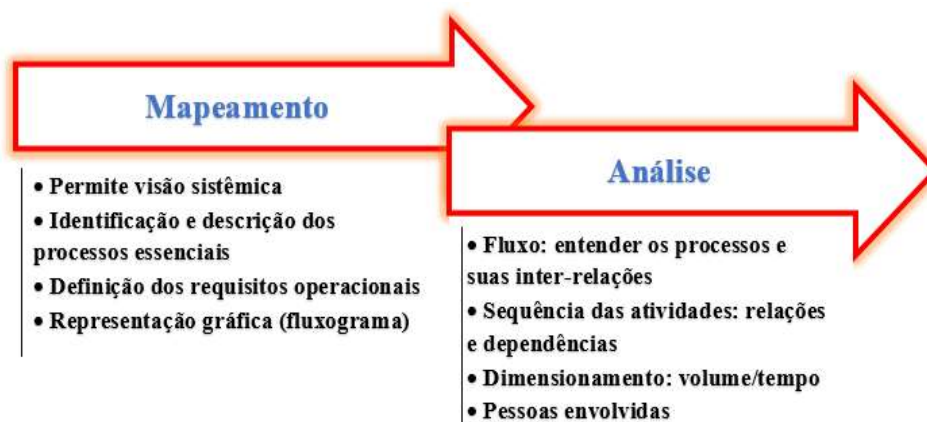 Mapeamento
• Permite visão sistêmica
• Identificação e descrição dos
processos essenciais
• Definição dos requisitos operacionais
• Representação gráfica (fluxograma)
Análise
• Fluxo: entender os processos e
suas inter-relações
• Sequência das atividades: relações
e dependências
• Dimensionamento: volume/tempo
• Pessoas envolvidas